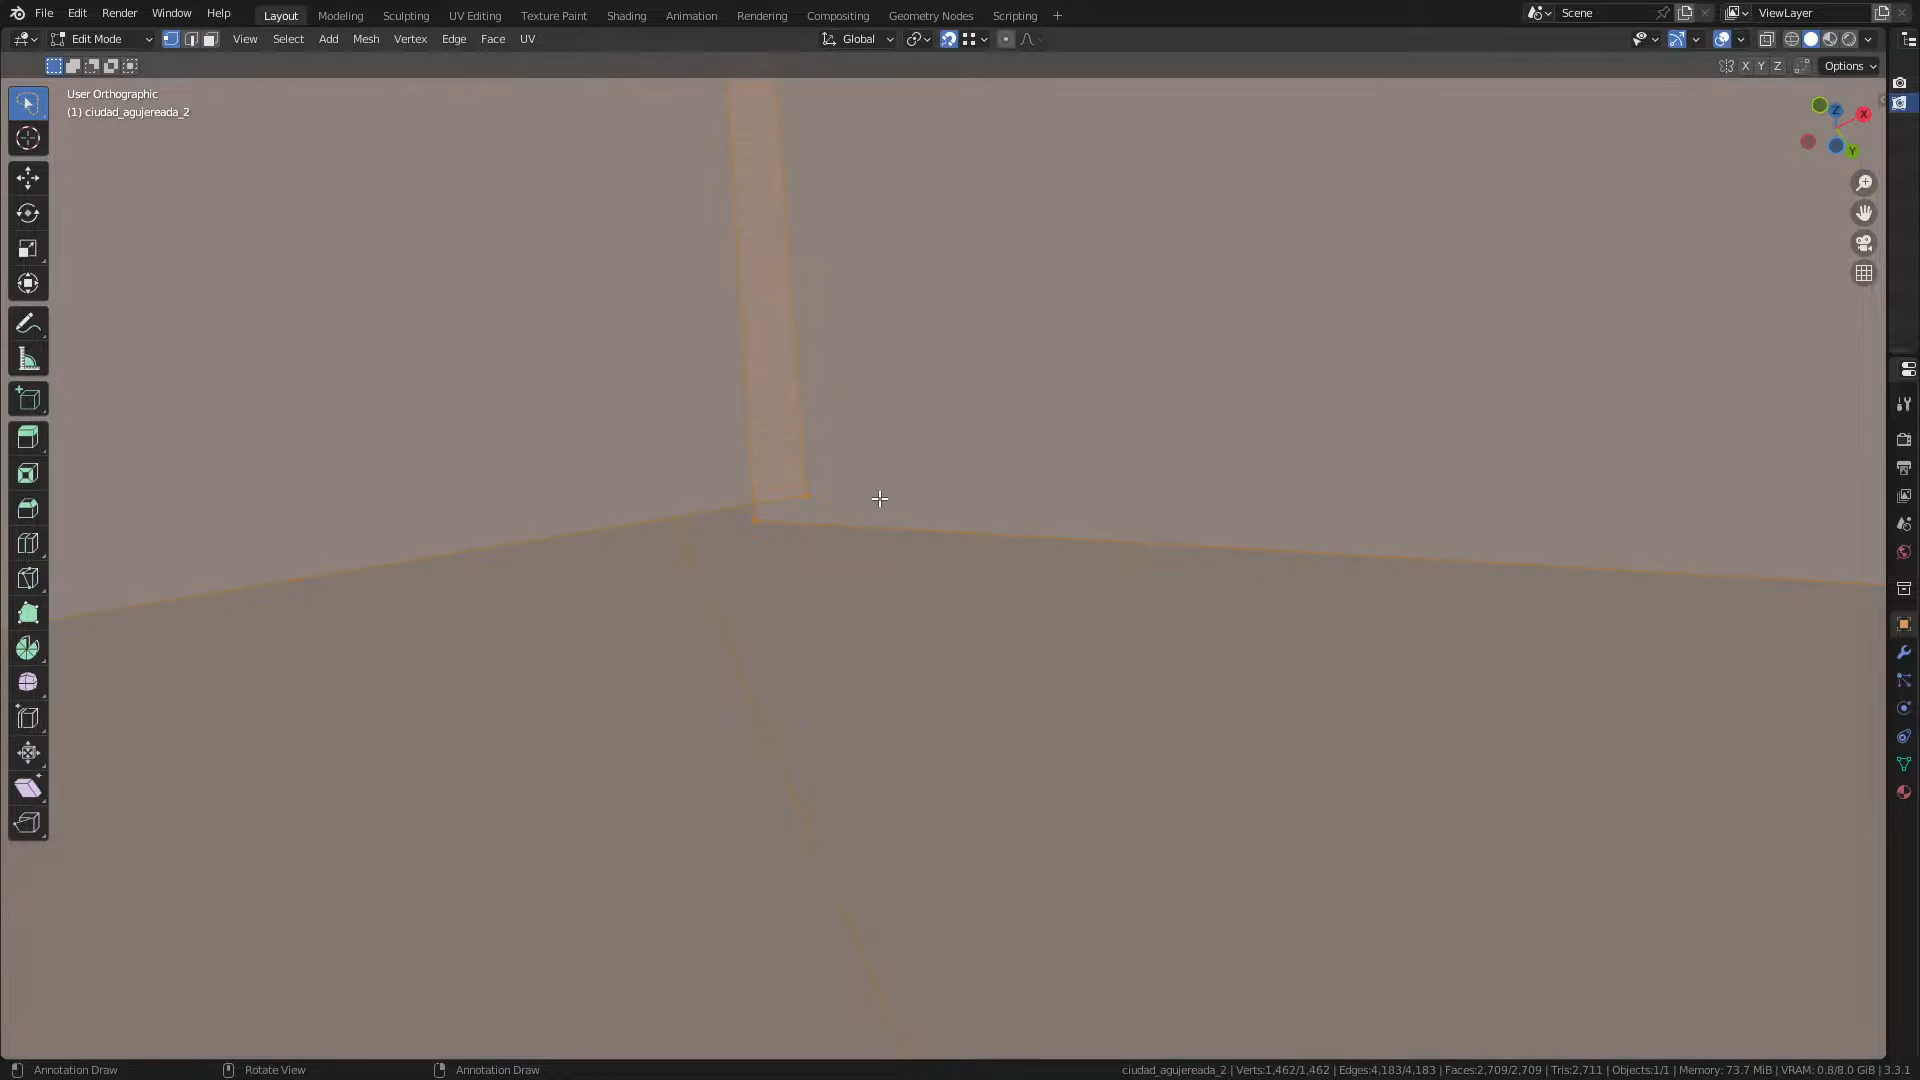 File Edit Render Window Help Layout Modeling Sculpting UV Editing Texture Paint Shading Animation Rendering Compositing Geometry Nodes Scripting + Scene ViewLayer
Edit Mode View Select Add Mesh Vertex Edge Face UV Global
X Y Z Options
User Orthographic
(1) ciudad_agujereada_2
Z
X
Y
Annotation Draw Rotate View Annotation Draw ciudad_agujereada_2 | Verts:1,462/1,462 | Edges:4,183/4,183 | Faces:2,709/2,709 | Tris:2,711 | Objects:1/1 | Memory: 73.7 MiB | VRAM: 0.8/8.0 GiB | 3.3.1